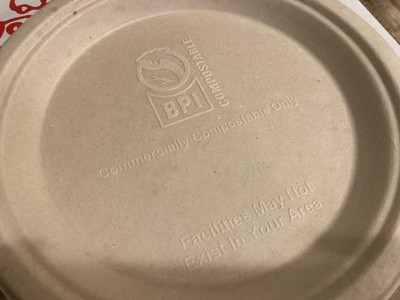 COMPOSTABLE
BPI
Commercially Compostable Only
Facilities May Not
Exist In Your Area